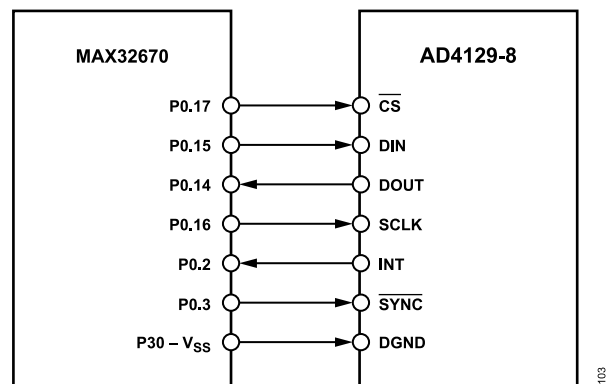 MAX32670 AD4129-8
P0.17 CS
P0.15 DIN
P0.14 DOUT
P0.16 SCLK
P0.2 INT
P0.3 SYNC
P30 – VSS DGND
103